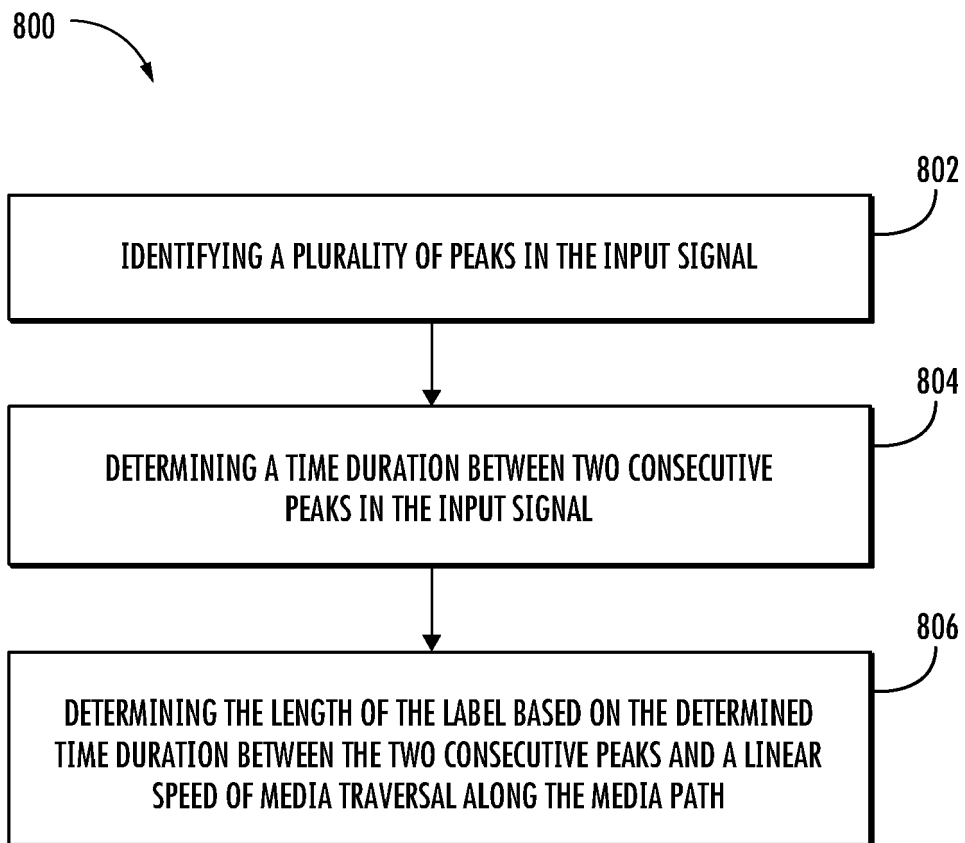 800
802
IDENTIFYING A PLURALITY OF PEAKS IN THE INPUT SIGNAL
804
DETERMINING A TIME DURATION BETWEEN TWO CONSECUTIVE
PEAKS IN THE INPUT SIGNAL
806
DETERMINING THE LENGTH OF THE LABEL BASED ON THE DETERMINED
TIME DURATION BETWEEN THE TWO CONSECUTIVE PEAKS AND A LINEAR
SPEED OF MEDIA TRAVERSAL ALONG THE MEDIA PATH